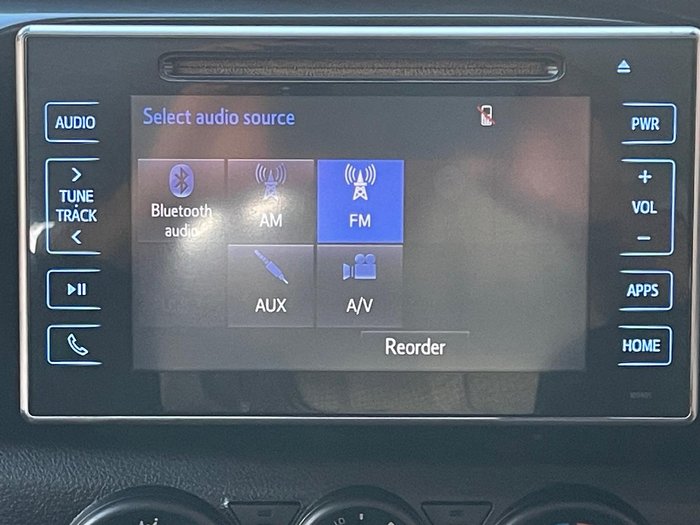 AUDIO
Select audio source
PWR
TUNE
TRACK
Bluetooth
audio
AM
FM
+
VOL
-
AUX
A/V
APPS
Reorder
HOME